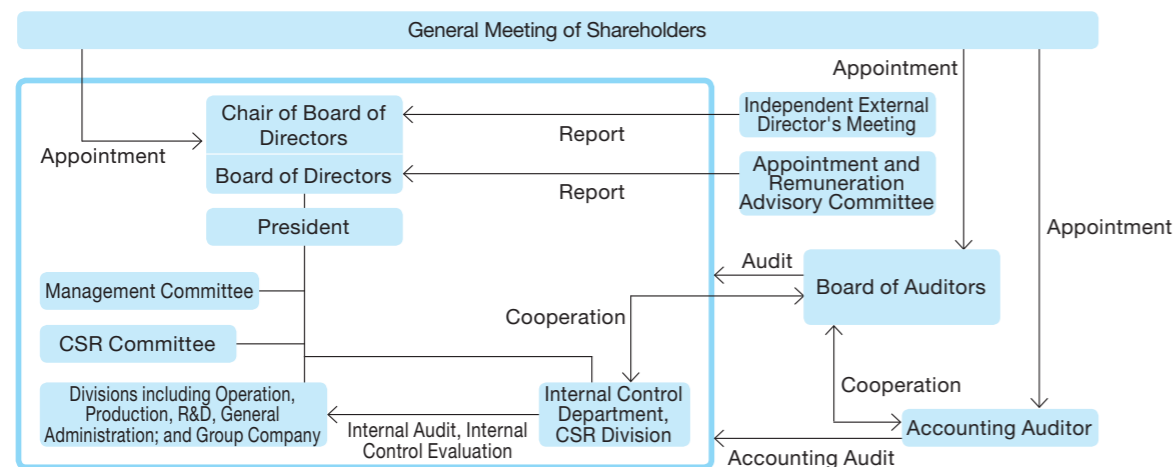 General Meeting of Shareholders
Appointment
Chair of Board of
Directors
Independent External
Director's Meeting
Report
Appointment
Board of Directors
Appointment and
Remuneration
Advisory Committee
Report
President
Appointment
Audit
Board of Auditors
Management Committee
Cooperation
CSR Committee
Cooperation
Divisions including Operation,
Production, R&D, General
Administration; and Group Company
Internal Control
Department,
CSR Division
Internal Audit, Internal
Control Evaluation
Accounting Auditor
Accounting Audit